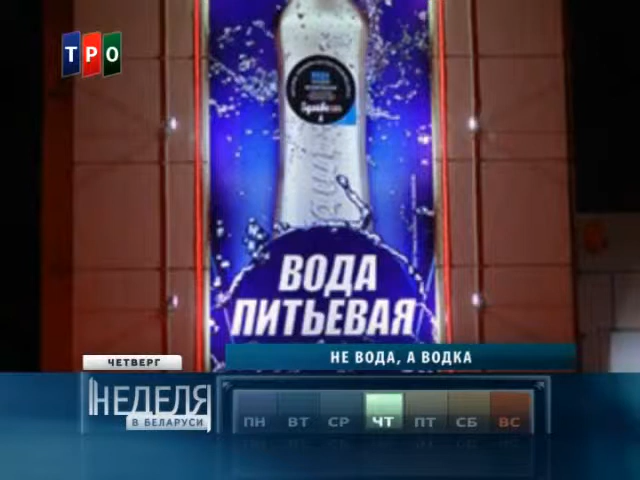 ТРО
ВОДА
ПИТЬЕВАЯ
НЕ ВОДА, А ВОДКА
ЧЕТВЕРГ
НЕДЕЛЯ
В БЕЛАРУСИ
ПН ВТ СР ЧТ ПТ СБ ВС